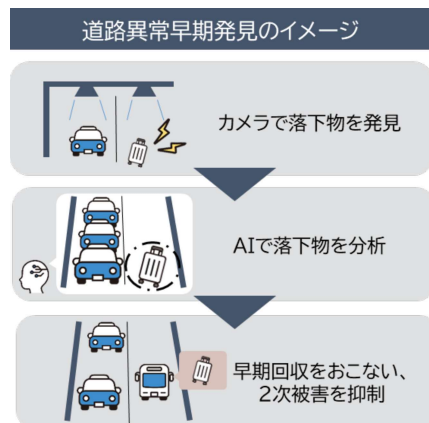 道路異常早期発見のイメージ
カメラで落下物を発見
AIで落下物を分析
早期回収をおこない、
2次被害を抑制